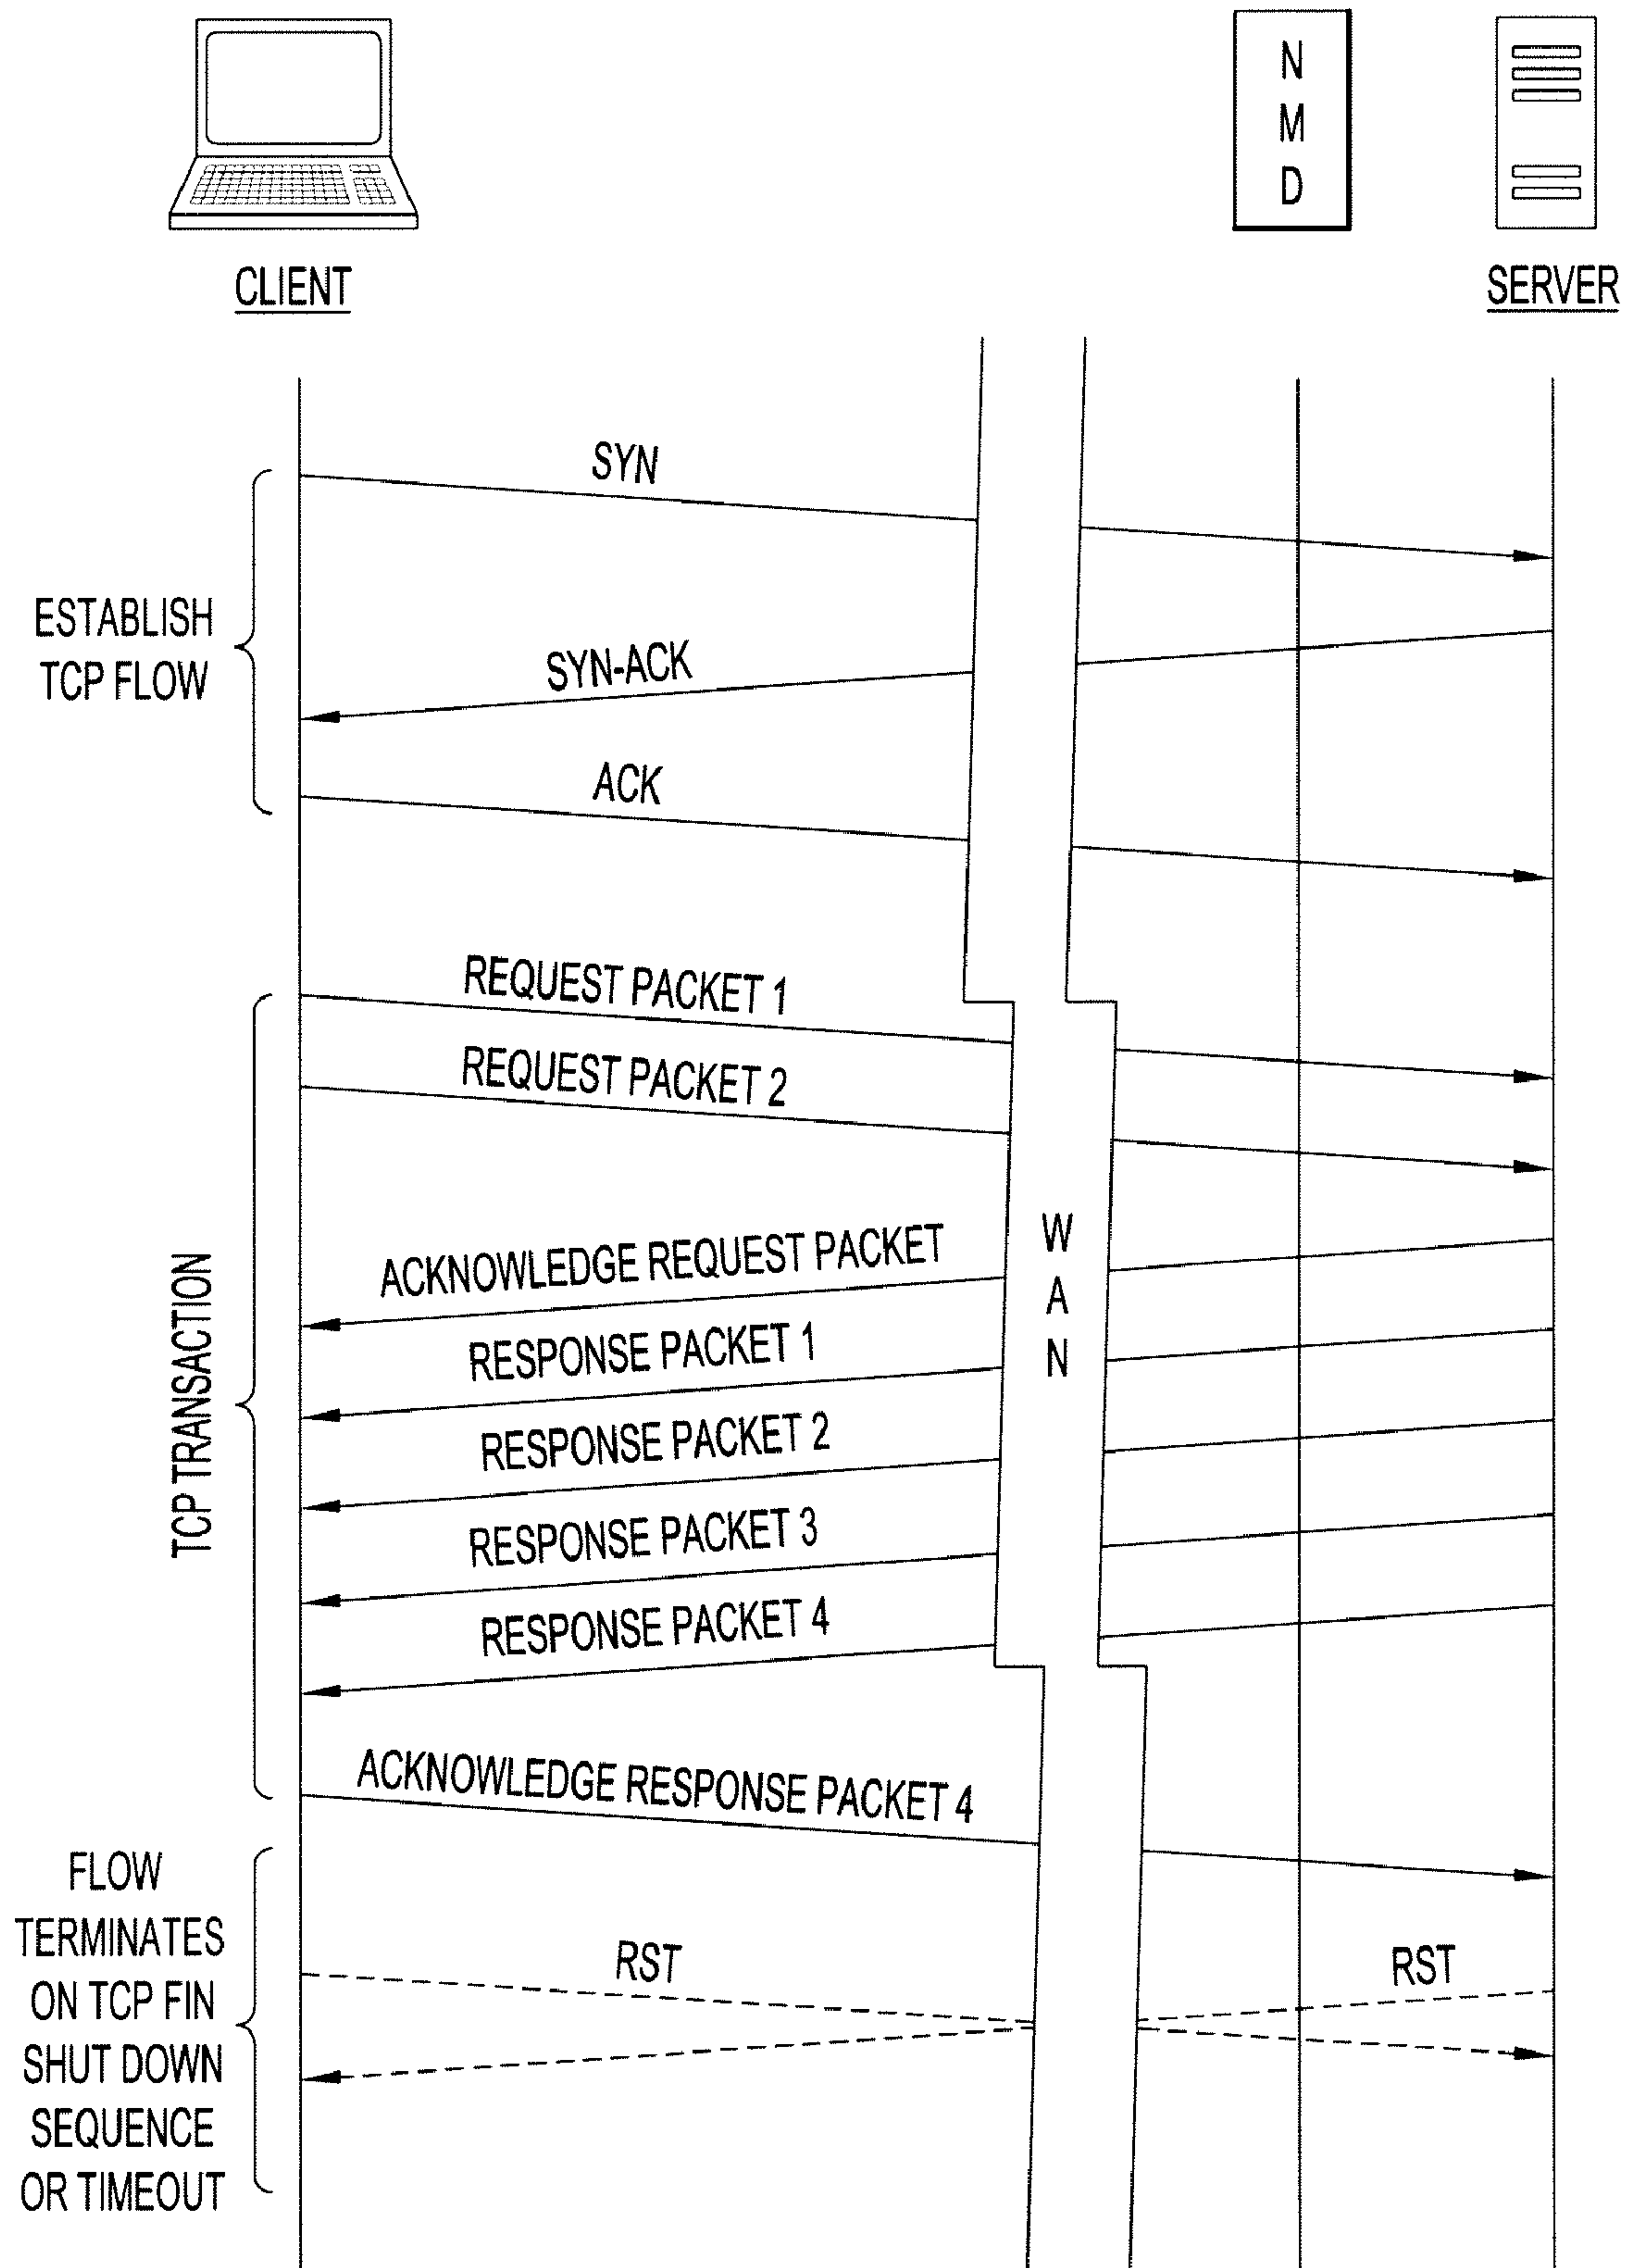 N
M
D
CLIENT
SERVER
SYN
ESTABLISH
TCP FLOW
SYN-ACK
ACK
REQUEST PACKET 1
REQUEST PACKET 2
TCP TRANSACTION
W
A
N
ACKNOWLEDGE REQUEST PACKET
RESPONSE PACKET 1
RESPONSE PACKET 2
RESPONSE PACKET 3
RESPONSE PACKET 4
ACKNOWLEDGE RESPONSE PACKET 4
FLOW
TERMINATES
ON TCP FIN
SHUT DOWN
SEQUENCE
OR TIMEOUT
RST
RST